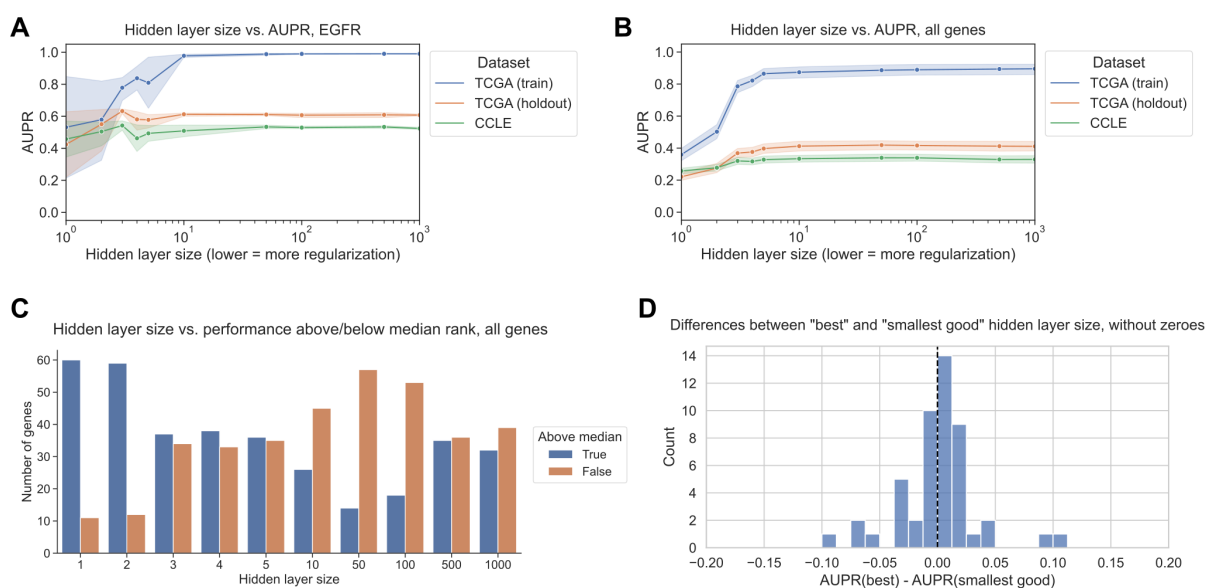 A
Hidden layer size vs. AUPR, EGFR
1.0
0.8
0.6
0.4
0.2
0.0
AUPR
10^0
10^1
10^2
10^3
Hidden layer size (lower = more regularization)
Dataset
TCGA (train)
TCGA (holdout)
CCLE
B
Hidden layer size vs. AUPR, all genes
1.0
0.8
0.6
0.4
0.2
0.0
AUPR
10^0
10^1
10^2
10^3
Hidden layer size (lower = more regularization)
Dataset
TCGA (train)
TCGA (holdout)
CCLE
C
Hidden layer size vs. performance above/below median rank, all genes
60
50
40
30
20
10
0
Number of genes
1 2 3 4 5 10 50 100 500 1000
Hidden layer size
Above median
True
False
D
Differences between "best" and "smallest good" hidden layer size, without zeroes
14
12
10
8
6
4
2
0
Count
−0.20 −0.15 −0.10 −0.05 0.00 0.05 0.10 0.15 0.20
AUPR(best) - AUPR(smallest good)